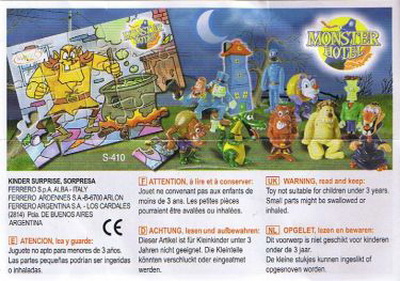 MONSTER
HOTEL
S-410
KINDER SURPRISE, SORPRESA
FERRERO S.p.A. ALBA - ITALY
FERRERO ARDENNES S.A.-B-6700 ARLON
FERRERO ARGENTINA S.A. - LOS CARDALES
(2814) Pcia. DE BUENOS AIRES
ARGENTINA
CE
E ATENCION, lea y guarde:
Juguete no apto para menores de 3 años.
Las partes pequeñas podrían ser ingeridas
o inhaladas.
F ATTENTION, à lire et à conserver:
Jouet ne convenant pas aux enfants
de moins de 3 ans. Les petites pièces
pourraient être avalées ou inhalées.
D ACHTUNG, lesen und aufbewahren:
Dieser Artikel ist für Kleinkinder unter 3
Jahren nicht geeignet. Die Kleinteile
könnten verschluckt oder eingeatmet
werden.
UK WARNING, read and keep:
Toy not suitable for children under 3 years.
Small parts might be swallowed or
inhaled.
NL OPGELET, lezen en bewaren:
Dit voorwerp is niet geschikt voor kinderen
onder de 3 jaar.
De kleine stukjes kunnen ingeslikt of
opgesnoven worden.